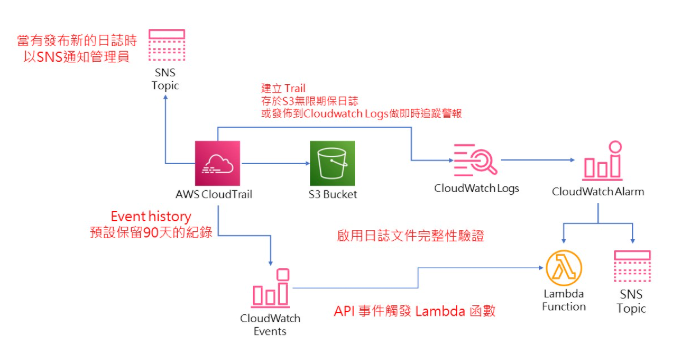 當有發布新的日誌時
以SNS通知管理員
SNS
Topic
建立 Trail
存於S3無限期保日誌
或發佈到Cloudwatch Logs做即時追蹤警報
AWS CloudTrail
S3 Bucket
CloudWatch Logs
CloudWatch Alarm
Event history
預設保留90天的紀錄
啟用日誌文件完整性驗證
CloudWatch
Events
API 事件觸發 Lambda 函數
Lambda
Function
SNS
Topic